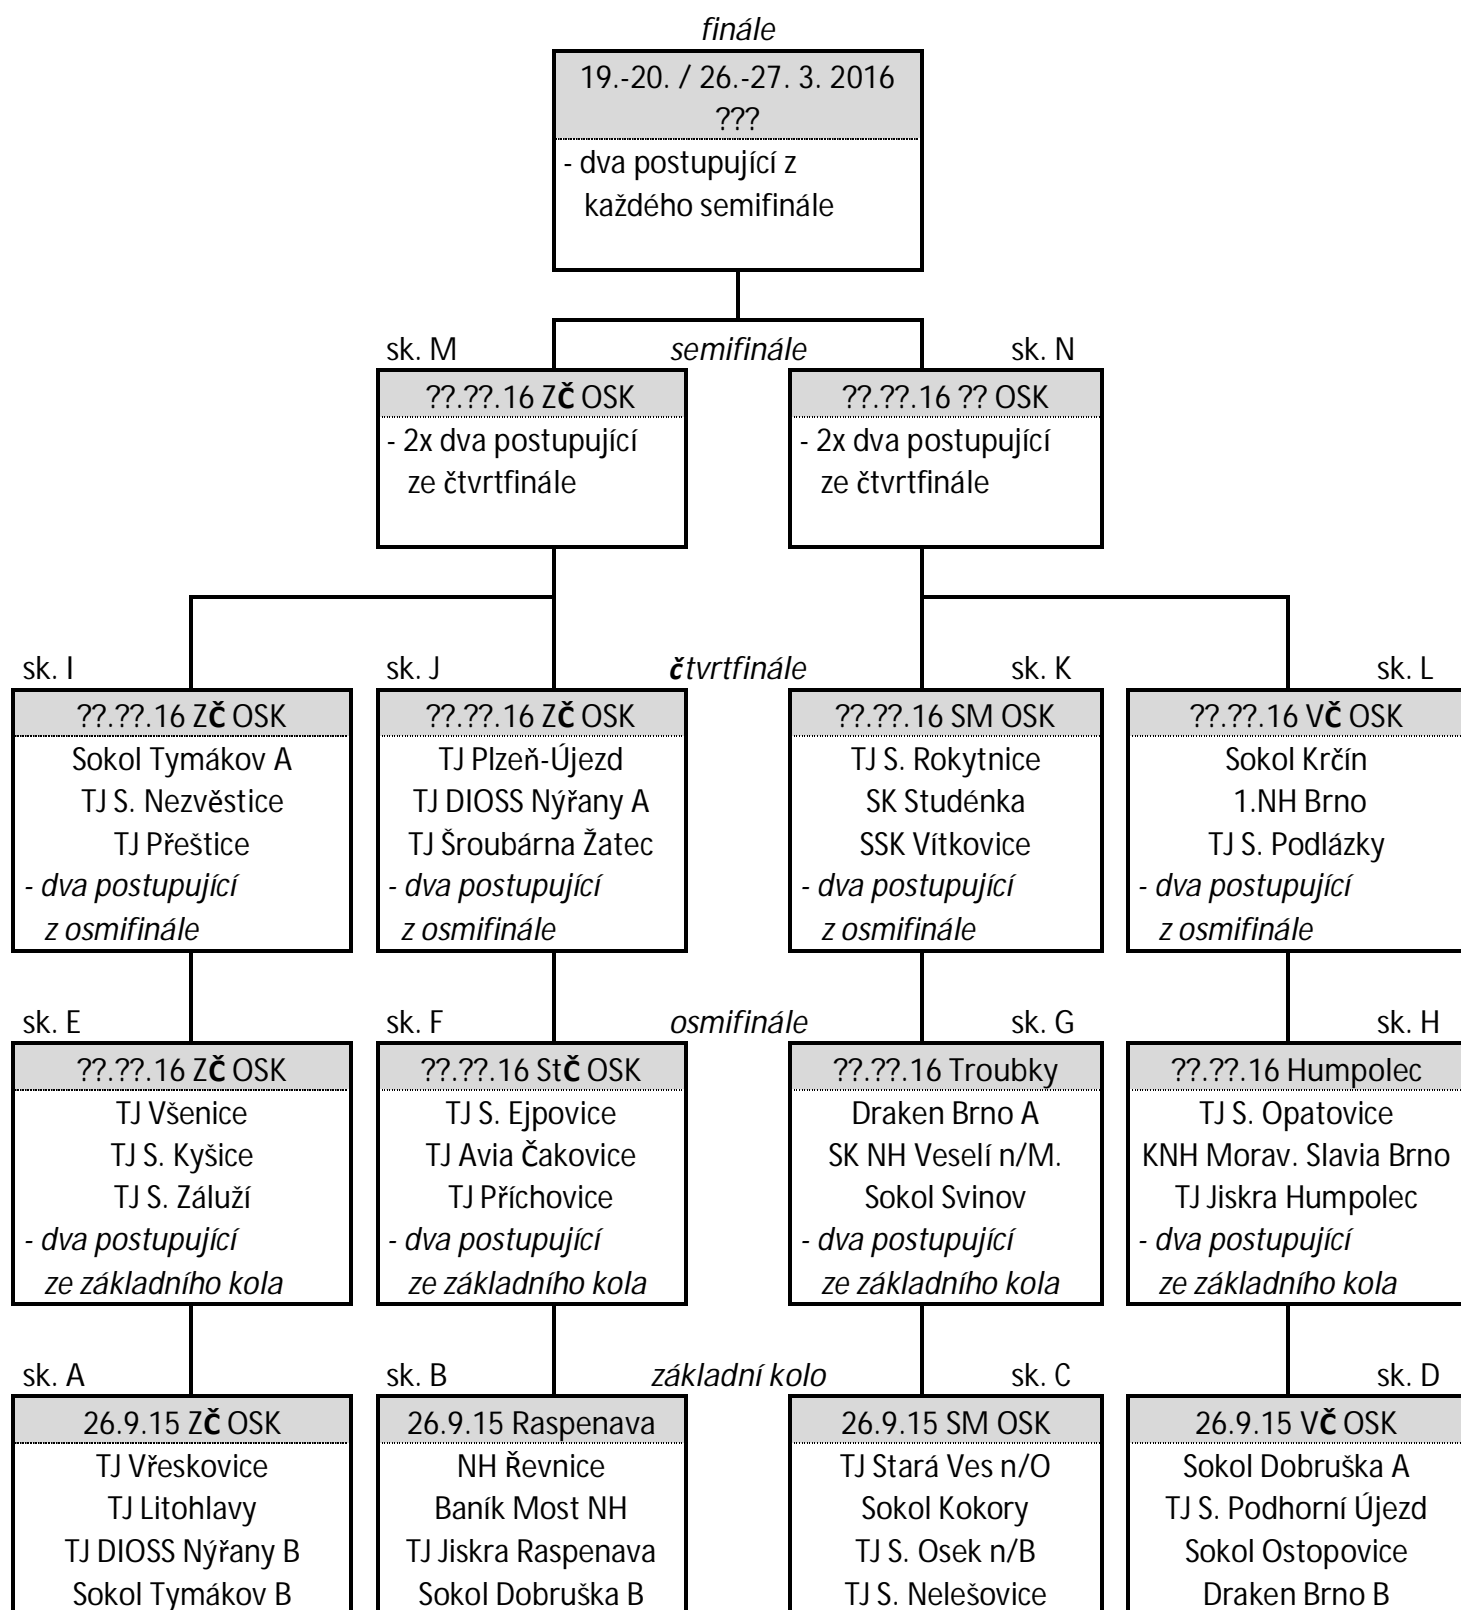 finále
19.-20. / 26.-27. 3. 2016
???
- dva postupující z
každého semifinále
sk. M
semifinále
sk. N
??.??.16 ZČ OSK
- 2x dva postupující
ze čtvrtfinále
??.??.16 ?? OSK
- 2x dva postupující
ze čtvrtfinále
sk. I
sk. J
čtvrtfinále
sk. K
sk. L
??.??.16 ZČ OSK
Sokol Tymákov A
TJ S. Nezvěstice
TJ Přeštice
- dva postupující
z osmifinále
??.??.16 ZČ OSK
TJ Plzeň-Újezd
TJ DIOSS Nýřany A
TJ Šroubárna Žatec
- dva postupující
z osmifinále
??.??.16 SM OSK
TJ S. Rokytnice
SK Studénka
SSK Vítkovice
- dva postupující
z osmifinále
??.??.16 VČ OSK
Sokol Krčín
1.NH Brno
TJ S. Podlázky
- dva postupující
z osmifinále
sk. E
sk. F
osmifinále
sk. G
sk. H
??.??.16 ZČ OSK
TJ Všenice
TJ S. Kyšice
TJ S. Záluží
- dva postupující
ze základního kola
??.??.16 StČ OSK
TJ S. Ejpovice
TJ Avia Čakovice
TJ Příchovice
- dva postupující
ze základního kola
??.??.16 Troubky
Draken Brno A
SK NH Veselí n/M.
Sokol Svinov
- dva postupující
ze základního kola
??.??.16 Humpolec
TJ S. Opatovice
KNH Morav. Slavia Brno
TJ Jiskra Humpolec
- dva postupující
ze základního kola
sk. A
sk. B
základní kolo
sk. C
sk. D
26.9.15 ZČ OSK
TJ Vřeskovice
TJ Litohlavy
TJ DIOSS Nýřany B
Sokol Tymákov B
26.9.15 Raspenava
NH Řevnice
Baník Most NH
TJ Jiskra Raspenava
Sokol Dobruška B
26.9.15 SM OSK
TJ Stará Ves n/O
Sokol Kokory
TJ S. Osek n/B
TJ S. Nelešovice
26.9.15 VČ OSK
Sokol Dobruška A
TJ S. Podhorní Újezd
Sokol Ostopovice
Draken Brno B